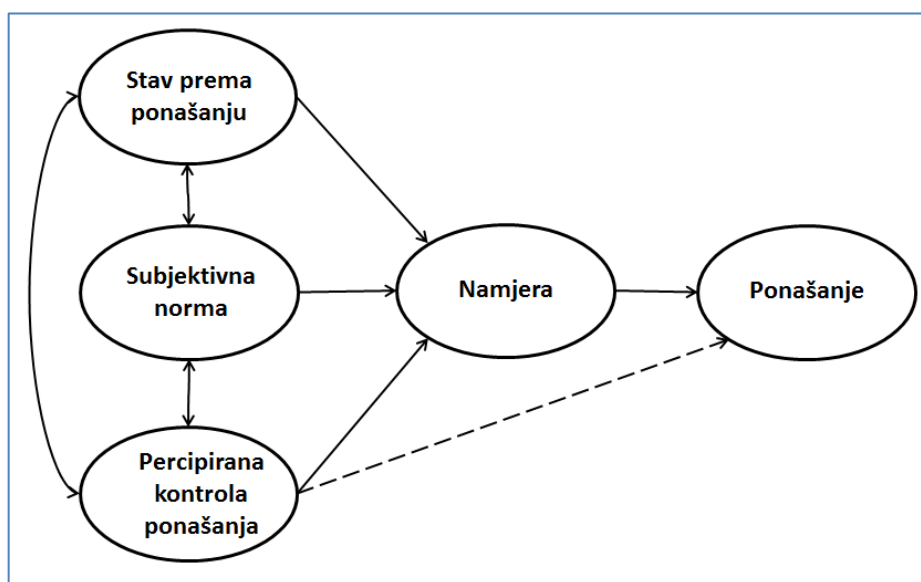 Stav prema
ponašanju
Subjektivna
norma
Namjera
Ponašanje
Percipirana
kontrola
ponašanja